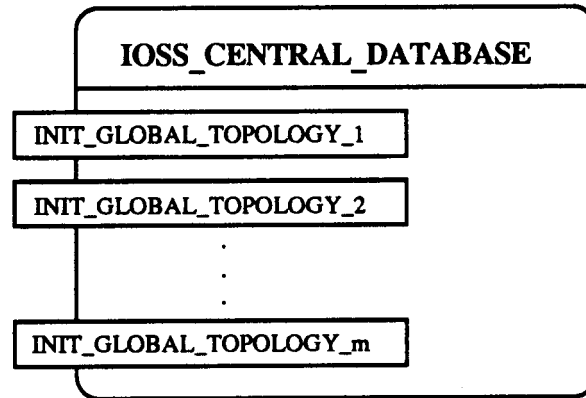 IOSS_CENTRAL_DATABASE
INIT_GLOBAL_TOPOLOGY_1
INIT_GLOBAL_TOPOLOGY_2
.
.
.
INIT_GLOBAL_TOPOLOGY_m